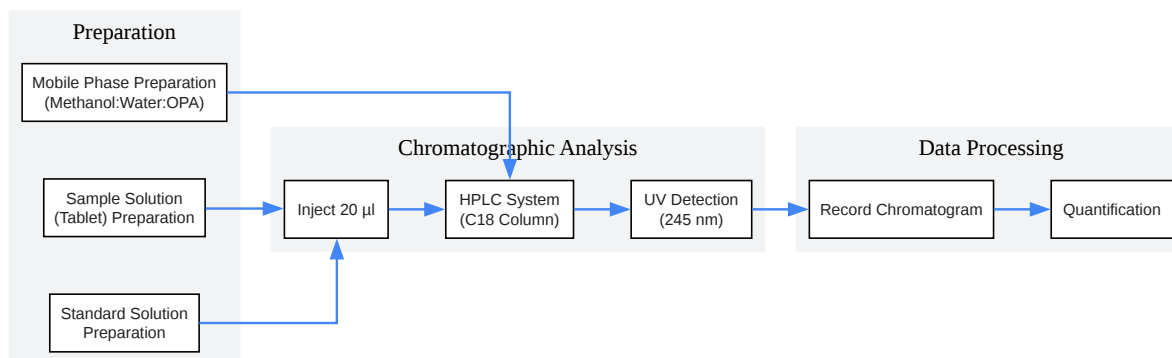 Preparation
Mobile Phase Preparation
(Methanol:Water:OPA)
Sample Solution
(Tablet) Preparation
Standard Solution
Preparation
Chromatographic Analysis
Inject 20 µl
HPLC System
(C18 Column)
UV Detection
(245 nm)
Data Processing
Record Chromatogram
Quantification